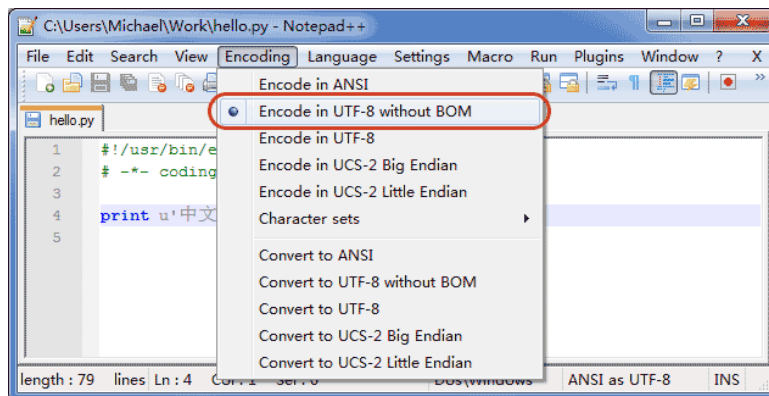 C:\Users\Michael\Work\hello.py - Notepad++
File Edit Search View Encoding Language Settings Macro Run Plugins Window ? X
hello.py
Encode in ANSI
Encode in UTF-8 without BOM
Encode in UTF-8
Encode in UCS-2 Big Endian
Encode in UCS-2 Little Endian
Character sets
Convert to ANSI
Convert to UTF-8 without BOM
Convert to UTF-8
Convert to UCS-2 Big Endian
Convert to UCS-2 Little Endian
1 #!/usr/bin/e
2 # -*- coding
3
4 print u'中文
5
length : 79 lines Ln : 4 ANSI as UTF-8 INS